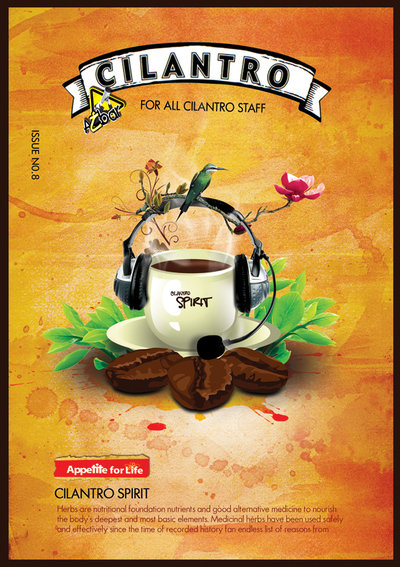 CILANTRO
FOR ALL CILANTRO STAFF
ISSUE NO.8
CILANTRO
SPIRIT
Appetite for Life
CILANTRO SPIRIT
Herbs are nutritional foundation nutrients and good alternative medicine to nourish
the body's deepest and most basic elements. Medicinal herbs have been used safely
and effectively since the time of recorded history fan endless list of reasons from